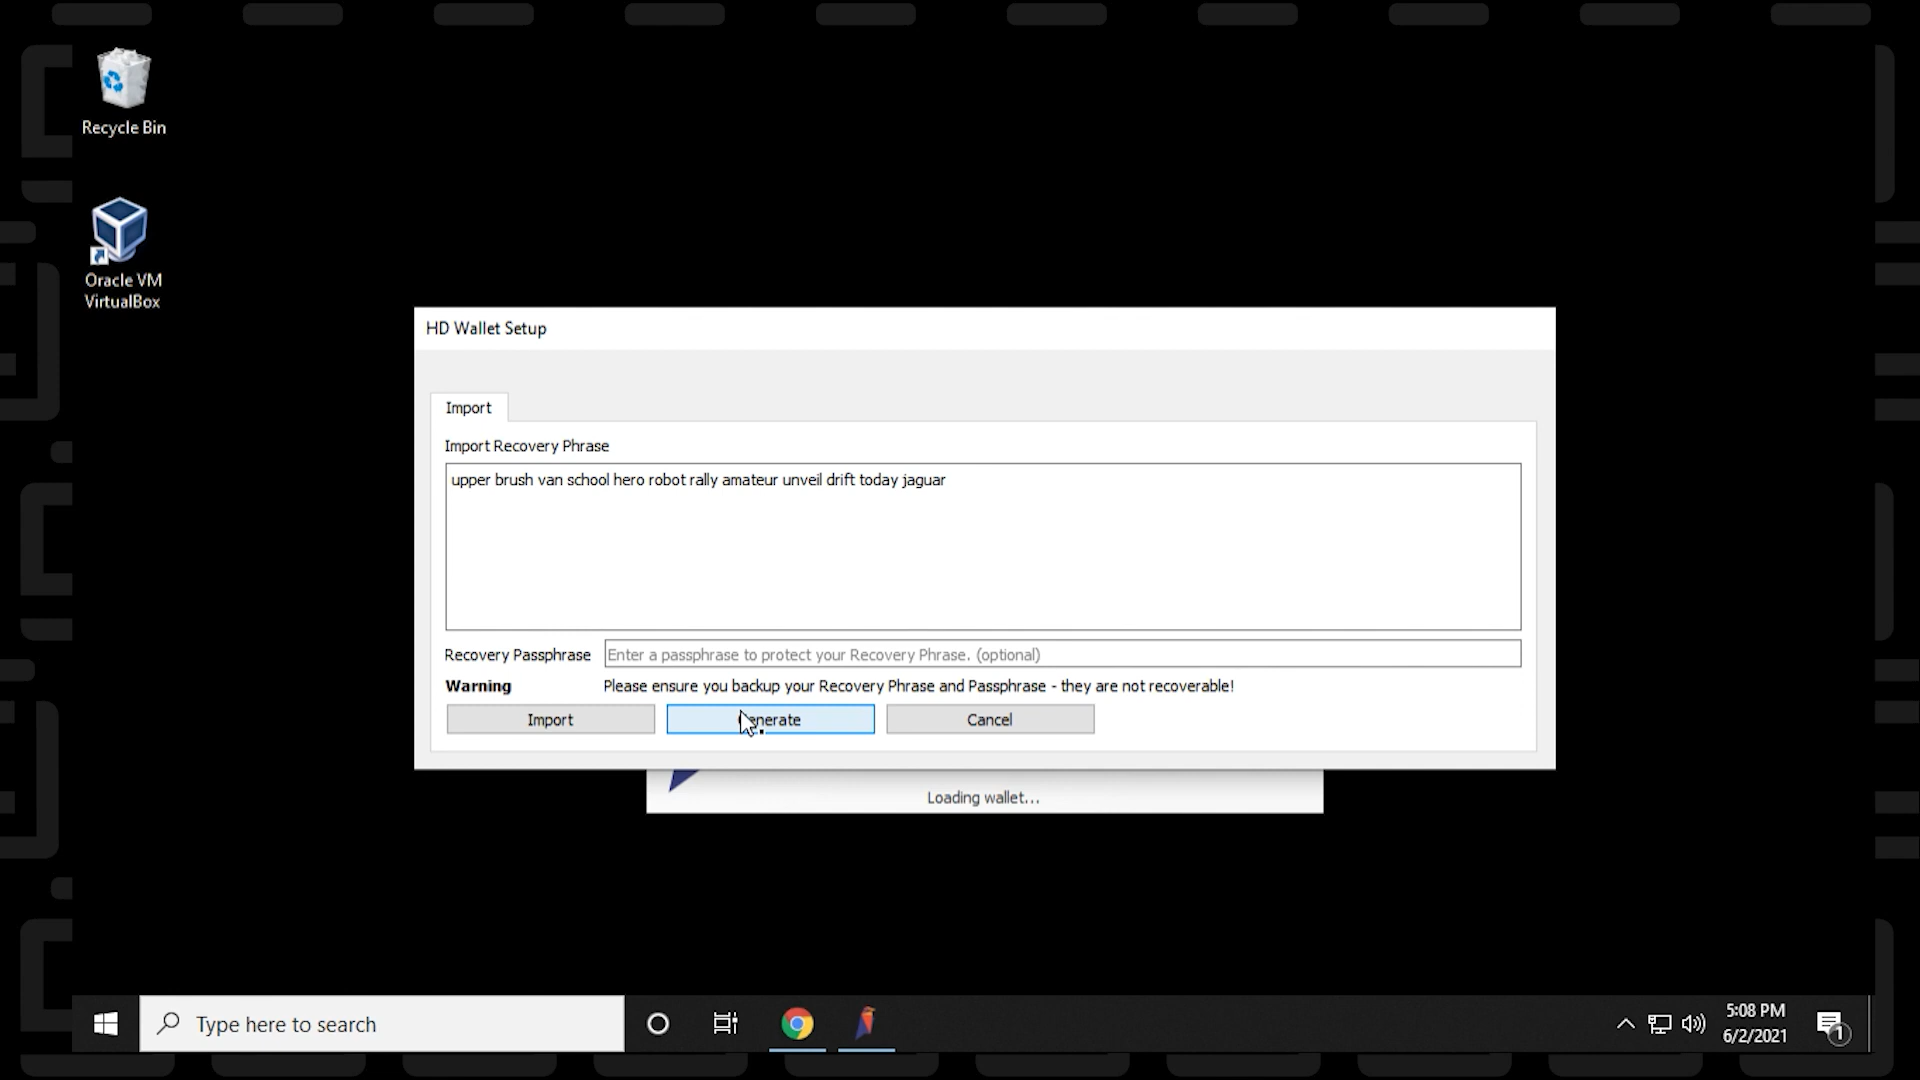 Recycle Bin
Oracle VM
VirtualBox
HD Wallet Setup
Import
Import Recovery Phrase
upper brush van school hero robot rally amateur unveil drift today jaguar
Recovery Passphrase Enter a passphrase to protect your Recovery Phrase. (optional)
Warning Please ensure you backup your Recovery Phrase and Passphrase - they are not recoverable!
Import Generate Cancel
Loading wallet...
Type here to search
5:08 PM
6/2/2021
1